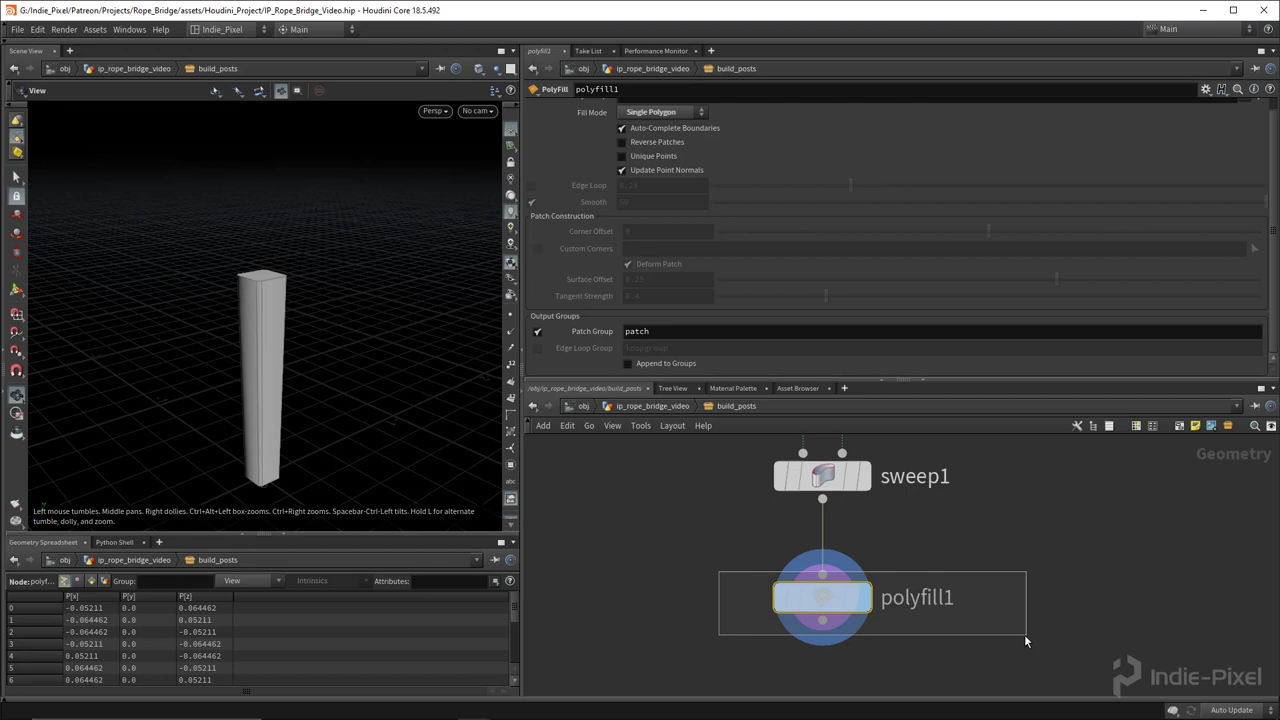 G:/Indie_Pixel/Patreon/Projects/Rope_Bridge/assets/Houdini_Project/IP_Rope_Bridge_Video.hip - Houdini Core 18.5.492
File Edit Render Assets Windows Help Indie_Pixel Main Main
Scene View
obj ip_rope_bridge_video build_posts
View
Persp No cam
Left mouse tumbles. Middle pans. Right dollies. Ctrl+Alt+Left box-zooms. Ctrl+Right zooms. Spacebar-Ctrl-Left tilts. Hold L for alternate
tumble, dolly, and zoom.
Geometry Spreadsheet Python Shell
obj ip_rope_bridge_video build_posts
Node: polyf... Group: View Intrinsics Attributes:
P[x] P[y] P[z]
0 -0.05211 0.0 0.064462
1 -0.064462 0.0 0.05211
2 -0.064462 0.0 -0.05211
3 -0.05211 0.0 -0.064462
4 0.05211 0.0 -0.064462
5 0.064462 0.0 -0.05211
6 0.064462 0.0 0.05211
polyfill1 Take List Performance Monitor
obj ip_rope_bridge_video build_posts
PolyFill polyfill1
Fill Mode Single Polygon
Auto-Complete Boundaries
Reverse Patches
Unique Points
Update Point Normals
Edge Loop 0.25
Smooth 60
Patch Construction
Corner Offset 0
Custom Corners
Deform Patch
Surface Offset 0.25
Tangent Strength 0.4
Output Groups
Patch Group patch
Edge Loop Group loopgroup
Append to Groups
/obj/ip_rope_bridge_video/build_posts Tree View Material Palette Asset Browser
obj ip_rope_bridge_video build_posts
Add Edit Go View Tools Layout Help
Geometry
sweep1
polyfill1
Indie-Pixel
Auto Update